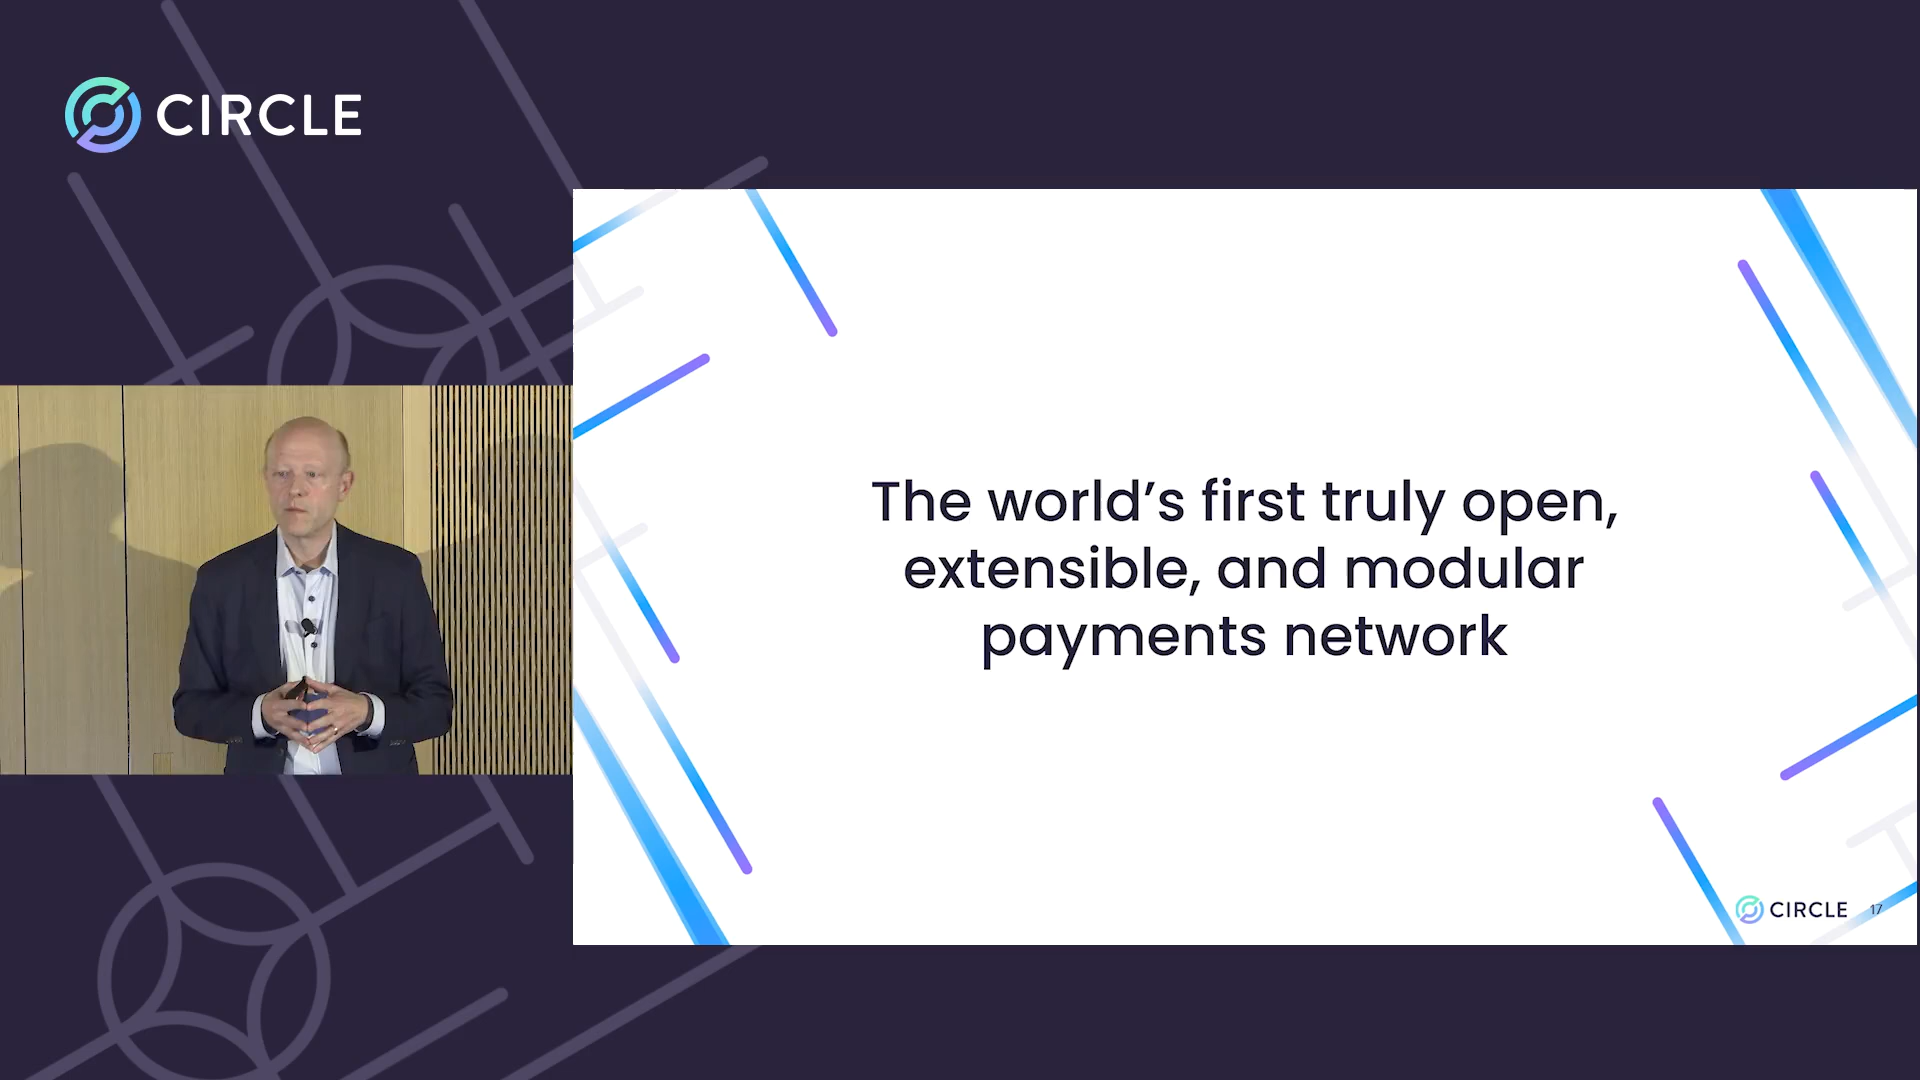 CIRCLE
The world’s first truly open,
extensible, and modular
payments network
CIRCLE 17